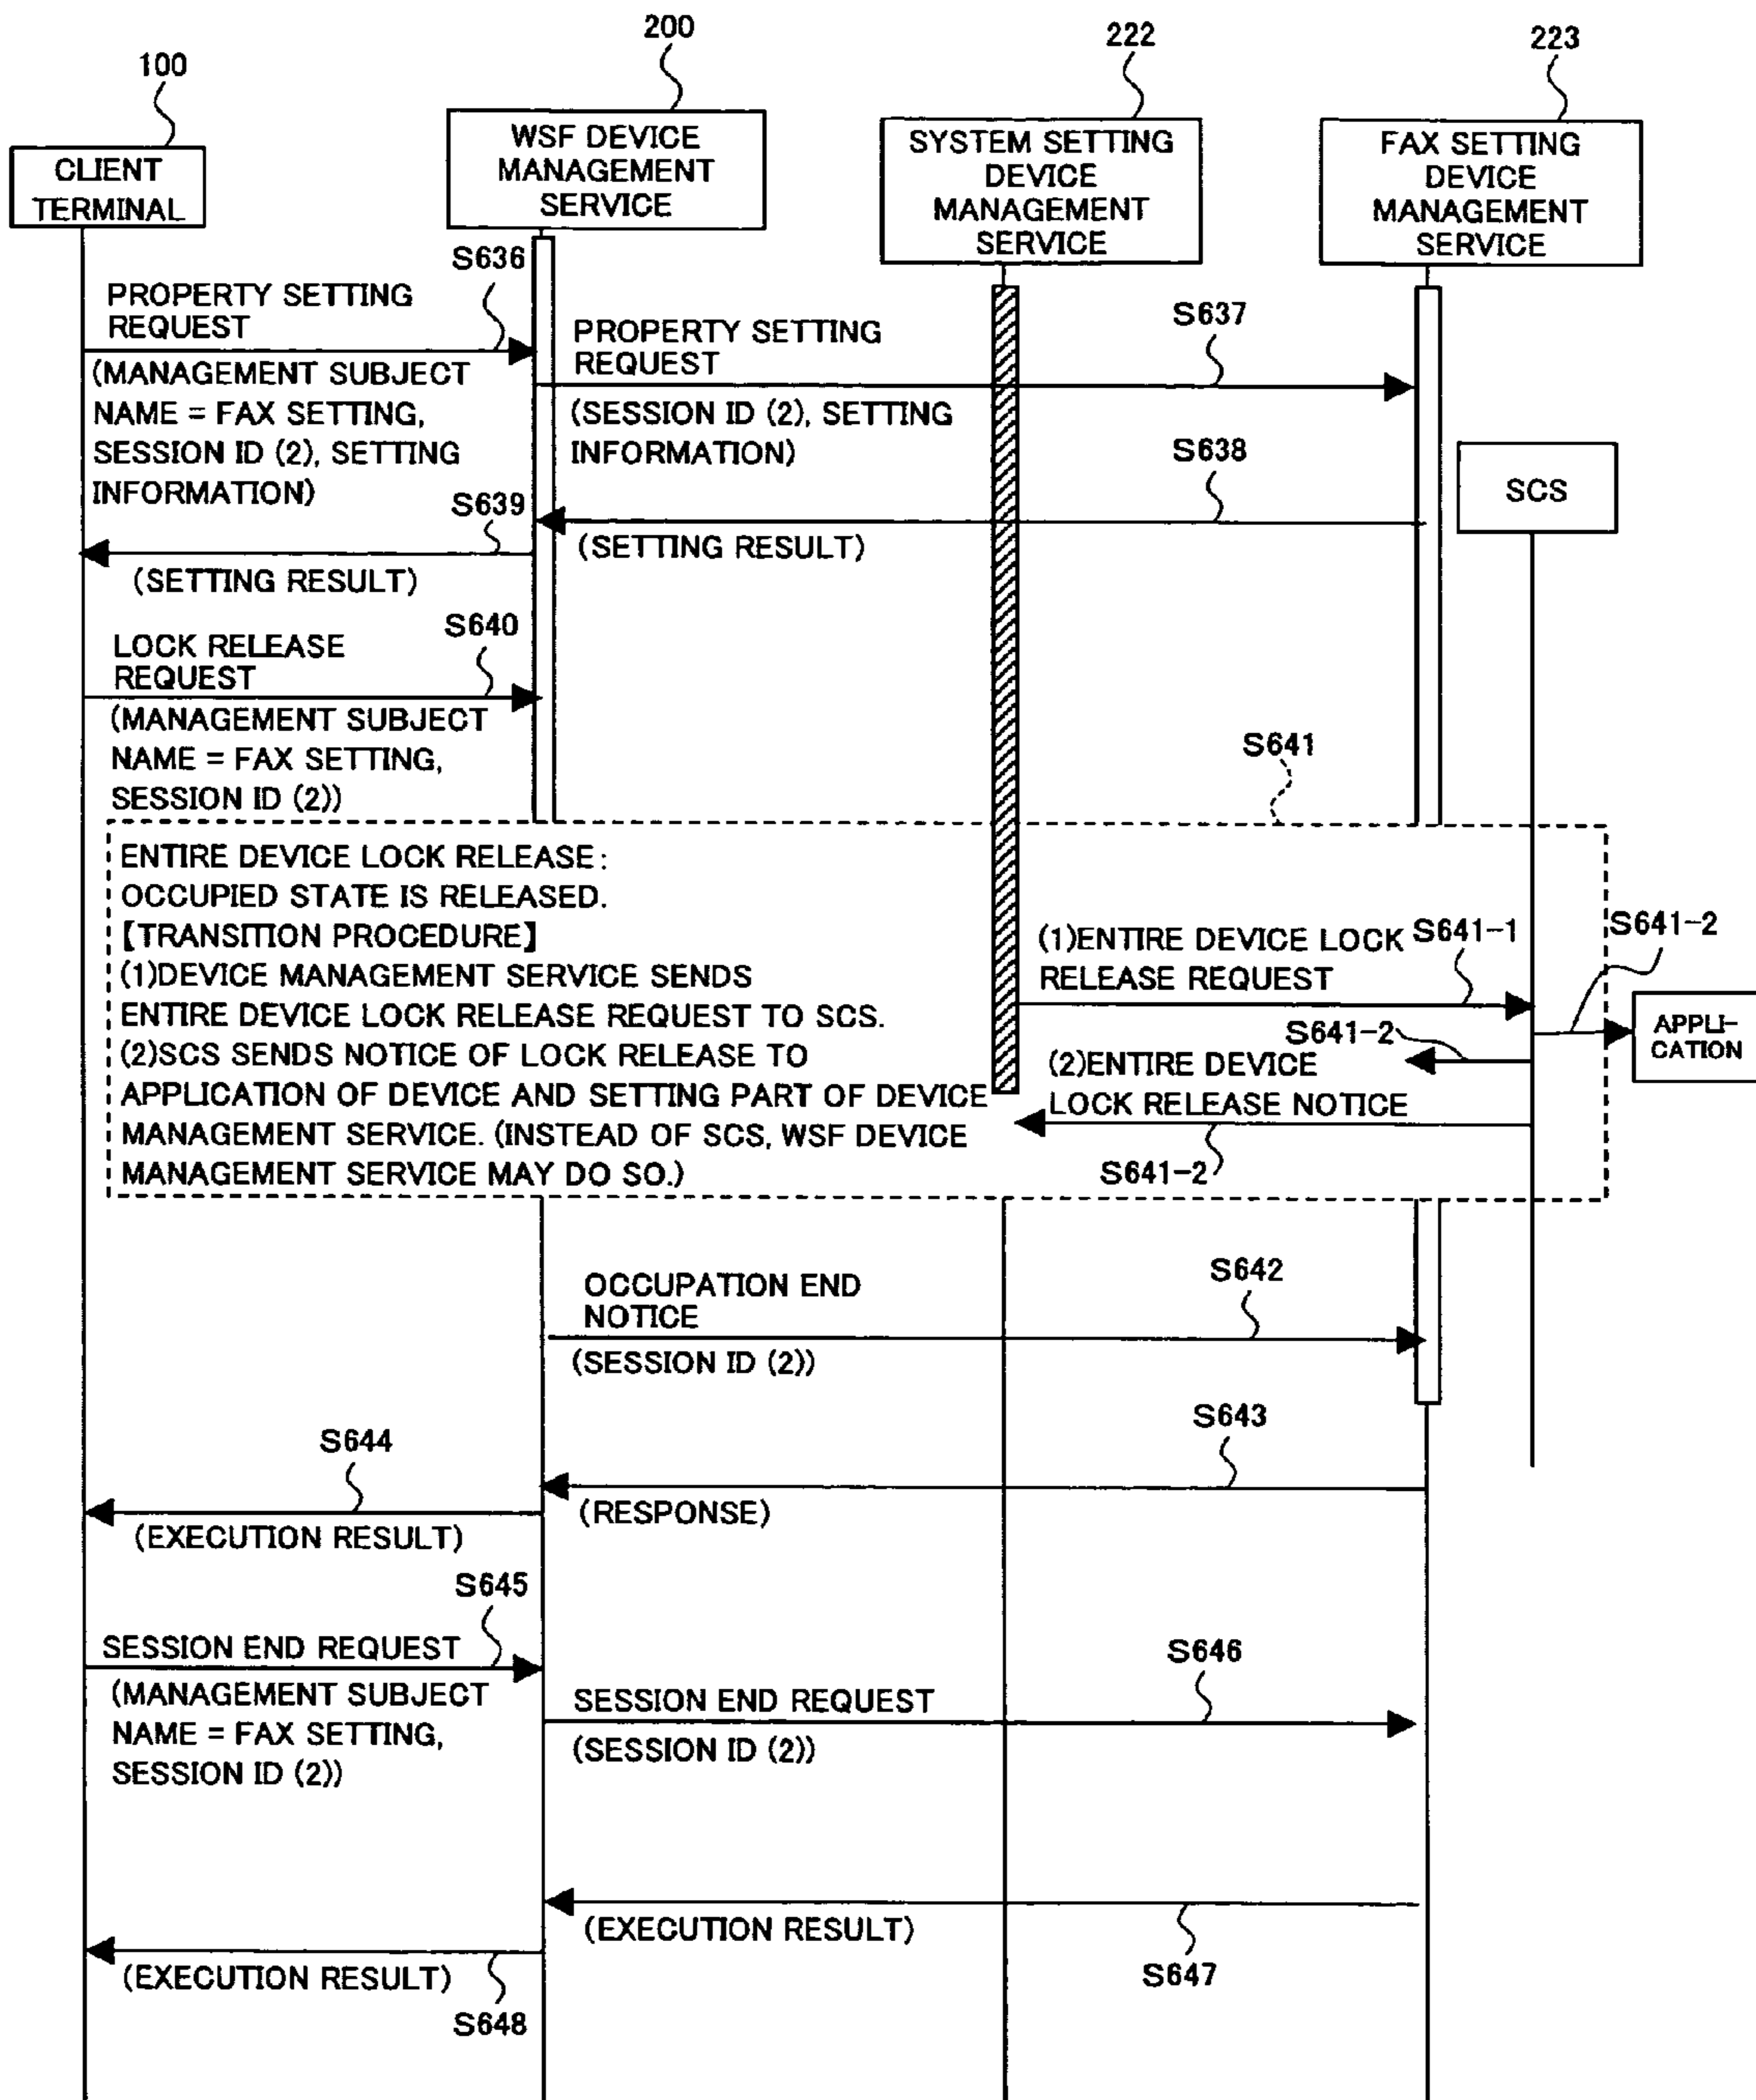 100
200
222
223
CLIENT
TERMINAL
WSF DEVICE
MANAGEMENT
SERVICE
SYSTEM SETTING
DEVICE
MANAGEMENT
SERVICE
FAX SETTING
DEVICE
MANAGEMENT
SERVICE
S636
PROPERTY SETTING
REQUEST
(MANAGEMENT SUBJECT
NAME = FAX SETTING,
SESSION ID (2), SETTING
INFORMATION)
S637
PROPERTY SETTING
REQUEST
(SESSION ID (2), SETTING
INFORMATION)
S638
(SETTING RESULT)
SCS
S639
(SETTING RESULT)
S640
LOCK RELEASE
REQUEST
(MANAGEMENT SUBJECT
NAME = FAX SETTING,
SESSION ID (2))
S641
ENTIRE DEVICE LOCK RELEASE:
OCCUPIED STATE IS RELEASED.
【TRANSITION PROCEDURE】
(1)DEVICE MANAGEMENT SERVICE SENDS
ENTIRE DEVICE LOCK RELEASE REQUEST TO SCS.
(2)SCS SENDS NOTICE OF LOCK RELEASE TO
APPLICATION OF DEVICE AND SETTING PART OF DEVICE
MANAGEMENT SERVICE. (INSTEAD OF SCS, WSF DEVICE
MANAGEMENT SERVICE MAY DO SO.)
(1)ENTIRE DEVICE LOCK
RELEASE REQUEST
S641-1
S641-2
APPLI-
CATION
S641-2
(2)ENTIRE DEVICE
LOCK RELEASE NOTICE
S641-2
OCCUPATION END
NOTICE
(SESSION ID (2))
S642
S643
(RESPONSE)
S644
(EXECUTION RESULT)
S645
SESSION END REQUEST
(MANAGEMENT SUBJECT
NAME = FAX SETTING,
SESSION ID (2))
S646
SESSION END REQUEST
(SESSION ID (2))
(EXECUTION RESULT)
S647
(EXECUTION RESULT)
S648